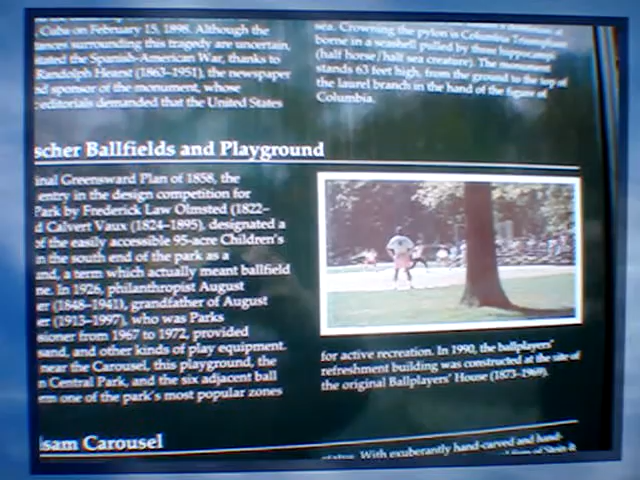 Cuba on February 15, 1898. Although the
tances surrounding this tragedy are uncertain,
tated the Spanish-American War, thanks to
Randolph Hearst (1863–1951), the newspaper
nd sponsor of the monument, whose
editorials demanded that the United States
sea. Crowning the pylon is Columbia Triumphant
borne in a seashell pulled by three hippocampi
(half horse/half sea creature). The monument
stands 63 feet high, from the ground to the top of
the laurel branch in the hand of the figure of
Columbia.
scher Ballfields and Playground
inal Greensward Plan of 1858, the
entry in the design competition for
Park by Frederick Law Olmsted (1822–
d Calvert Vaux (1824–1895), designated a
of the easily accessible 95-acre Children's
in the south end of the park as a
und, a term which actually meant ballfield
ne. In 1926, philanthropist August
er (1848–1941), grandfather of August
er (1913–1997), who was Parks
sioner from 1967 to 1972, provided
sand, and other kinds of play equipment.
near the Carousel, this playground, the
n Central Park, and the six adjacent ball
rm one of the park's most popular zones
for active recreation. In 1990, the ballplayers'
refreshment building was constructed at the site of
the original Ballplayers' House (1873–1969).
lsam Carousel
With exuberantly hand-carved and hand-